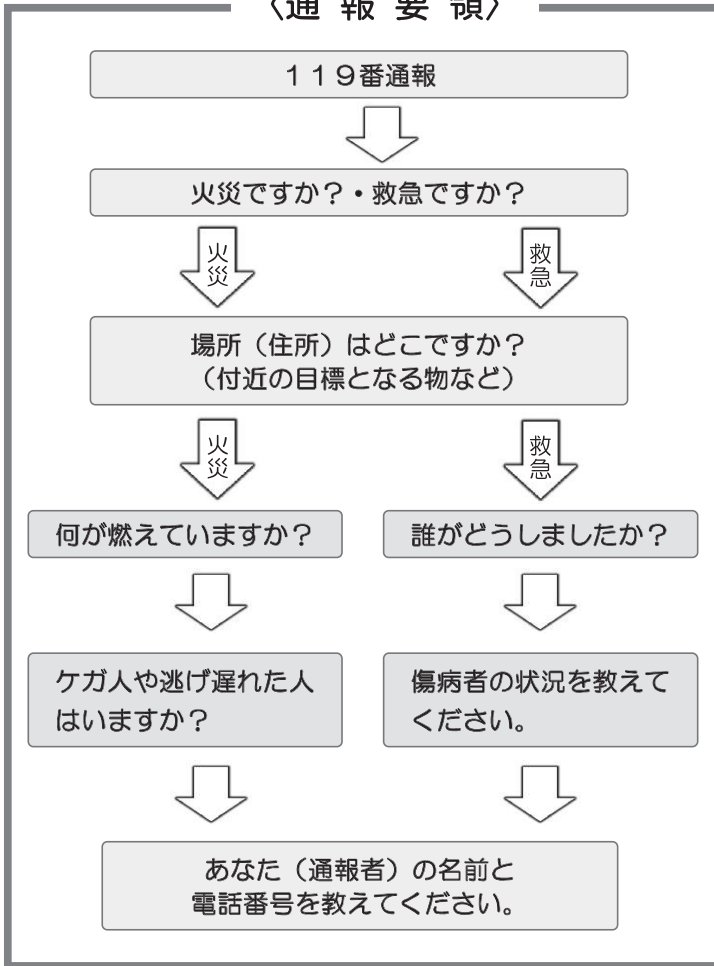 〈通報要領〉
119番通報
火災ですか？・救急ですか？
火災
救急
場所（住所）はどこですか？
（付近の目標となる物など）
火災
救急
何が燃えていますか？
誰がどうしましたか？
ケガ人や逃げ遅れた人
はいますか？
傷病者の状況を教えて
ください。
あなた（通報者）の名前と
電話番号を教えてください。